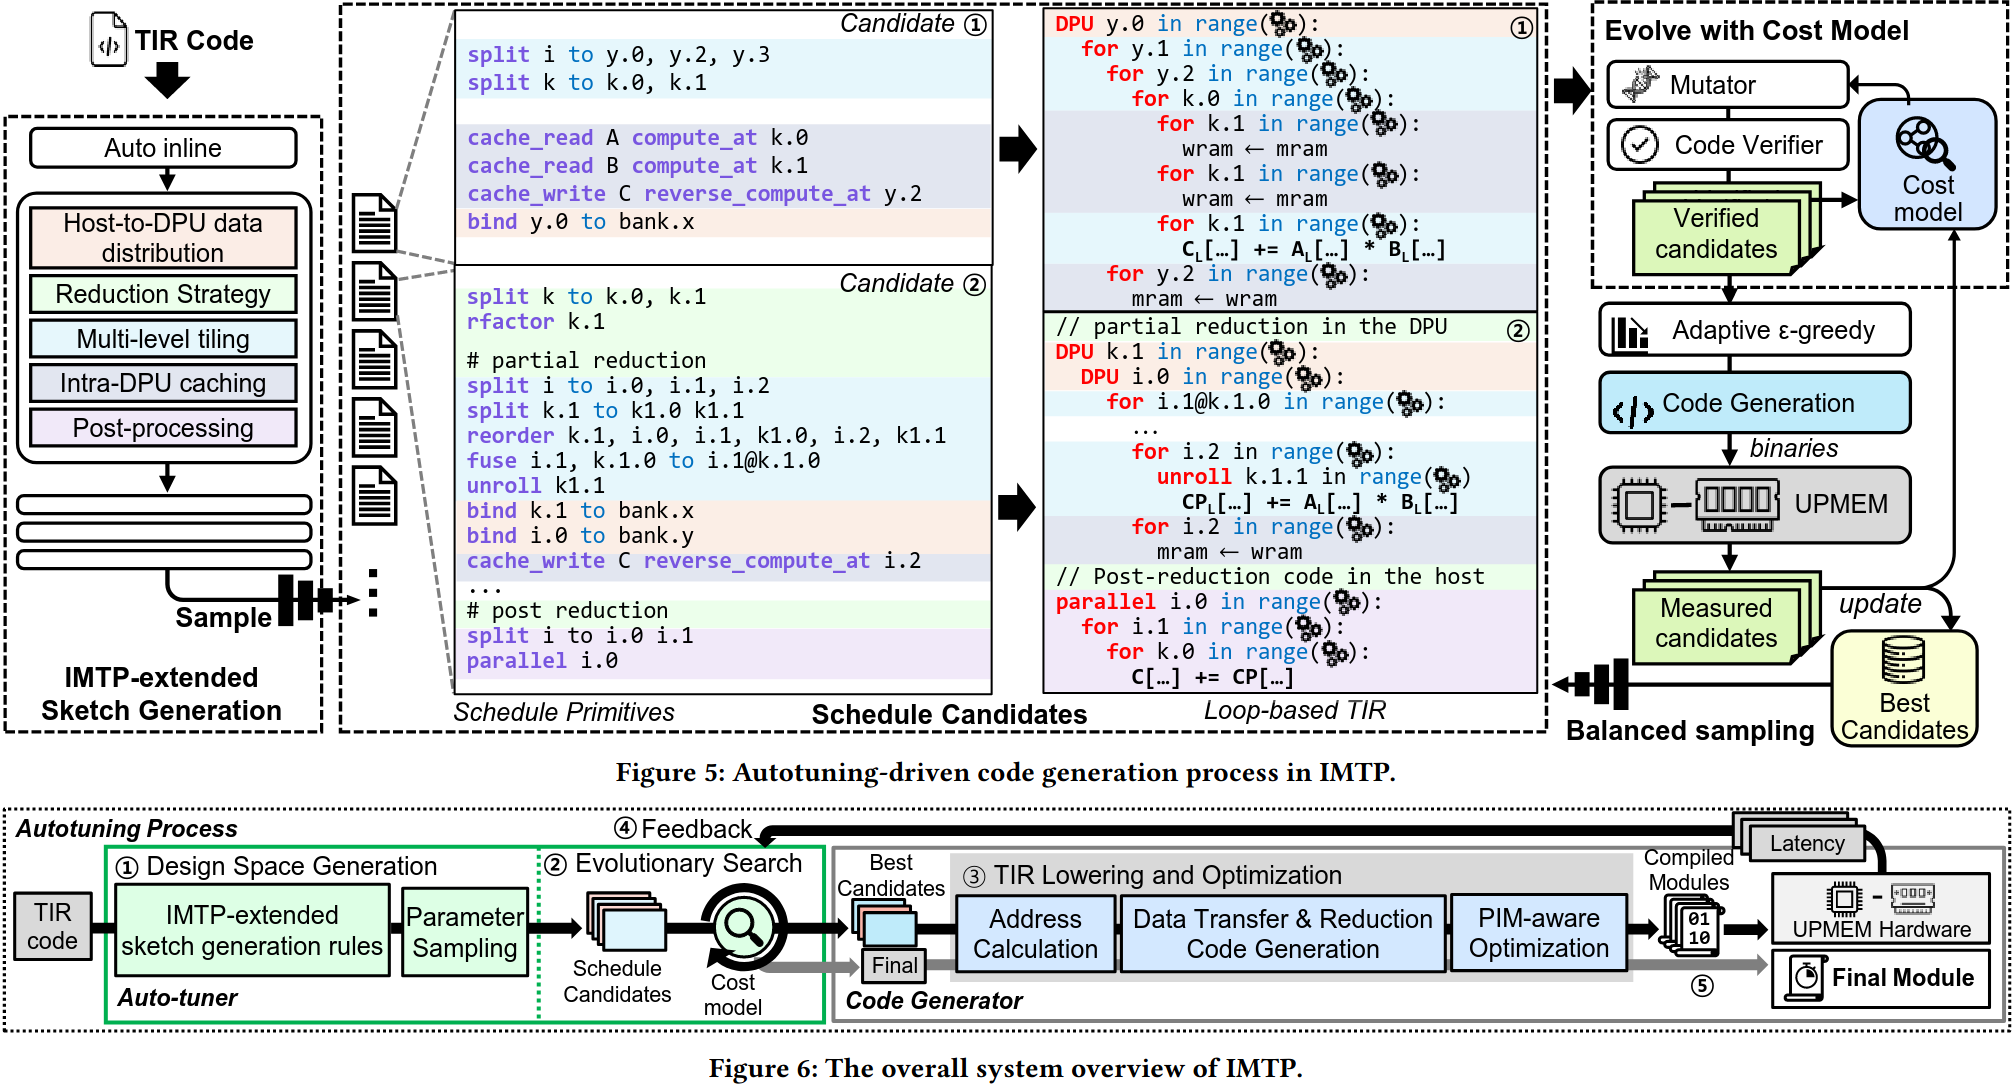 TIR Code
Auto inline
Host-to-DPU data
distribution
Reduction Strategy
Multi-level tiling
Intra-DPU caching
Post-processing
Sample
IMTP-extended
Sketch Generation
Candidate ①
split i to y.0, y.2, y.3
split k to k.0, k.1
cache_read A compute_at k.0
cache_read B compute_at k.1
cache_write C reverse_compute_at y.2
bind y.0 to bank.x
Candidate ②
split k to k.0, k.1
rfactor k.1
# partial reduction
split i to i.0, i.1, i.2
split k.1 to k1.0 k1.1
reorder k.1, i.0, i.1, k1.0, i.2, k1.1
fuse i.1, k.1.0 to i.1@k.1.0
unroll k1.1
bind k.1 to bank.x
bind i.0 to bank.y
cache_write C reverse_compute_at i.2
...
# post reduction
split i to i.0 i.1
parallel i.0
Schedule Primitives
①
DPU y.0 in range():
for y.1 in range():
for y.2 in range():
for k.0 in range():
for k.1 in range():
wram ← mram
for k.1 in range():
wram ← mram
for k.1 in range():
C_L[…] += A_L[…] * B_L[…]
for y.2 in range():
mram ← wram
// partial reduction in the DPU ②
DPU k.1 in range():
DPU i.0 in range():
for i.1@k.1.0 in range():
...
for i.2 in range():
unroll k.1.1 in range()
CP_L[…] += A_L[…] * B_L[…]
for i.2 in range():
mram ← wram
// Post-reduction code in the host
parallel i.0 in range():
for i.1 in range():
for k.0 in range():
C[…] += CP[…]
Schedule Candidates
Loop-based TIR
Evolve with Cost Model
Mutator
Code Verifier
Verified
candidates
Cost
model
Adaptive ε-greedy
Code Generation
binaries
UPMEM
Measured
candidates
update
Best
Candidates
Balanced sampling
Figure 5: Autotuning-driven code generation process in IMTP.
Autotuning Process
④ Feedback
Latency
① Design Space Generation
② Evolutionary Search
TIR
code
IMTP-extended
sketch generation rules
Parameter
Sampling
Schedule
Candidates
Cost
model
Auto-tuner
Best
Candidates
Final
③ TIR Lowering and Optimization
Address
Calculation
Data Transfer & Reduction
Code Generation
PIM-aware
Optimization
Compiled
Modules
01
10
UPMEM Hardware
⑤
Final Module
Code Generator
Figure 6: The overall system overview of IMTP.